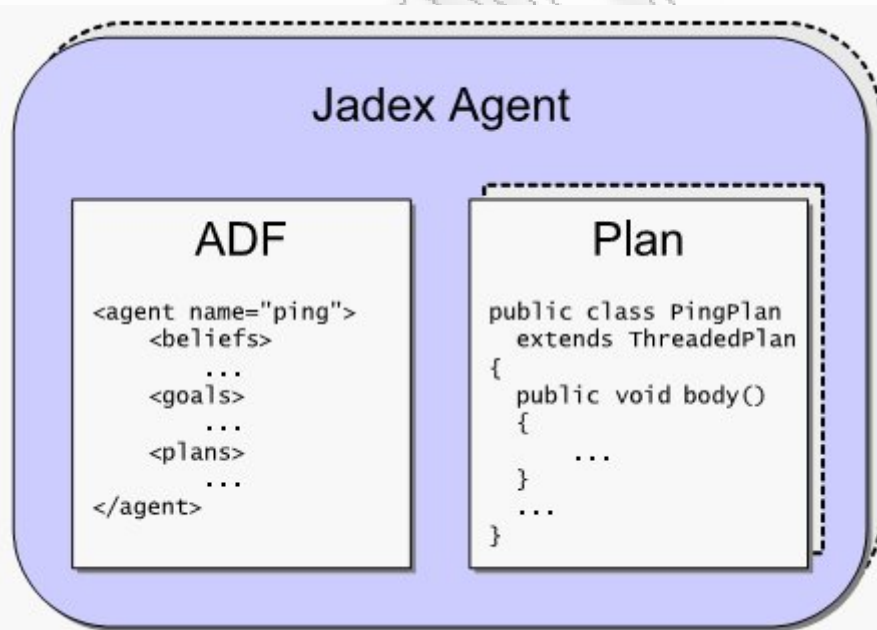 Jadex Agent
ADF
<agent name="ping">
    <beliefs>
        ...
    <goals>
        ...
    <plans>
        ...
</agent>
Plan
public class PingPlan
  extends ThreadedPlan
{
  public void body()
  {
      ...
  }
  ...
}